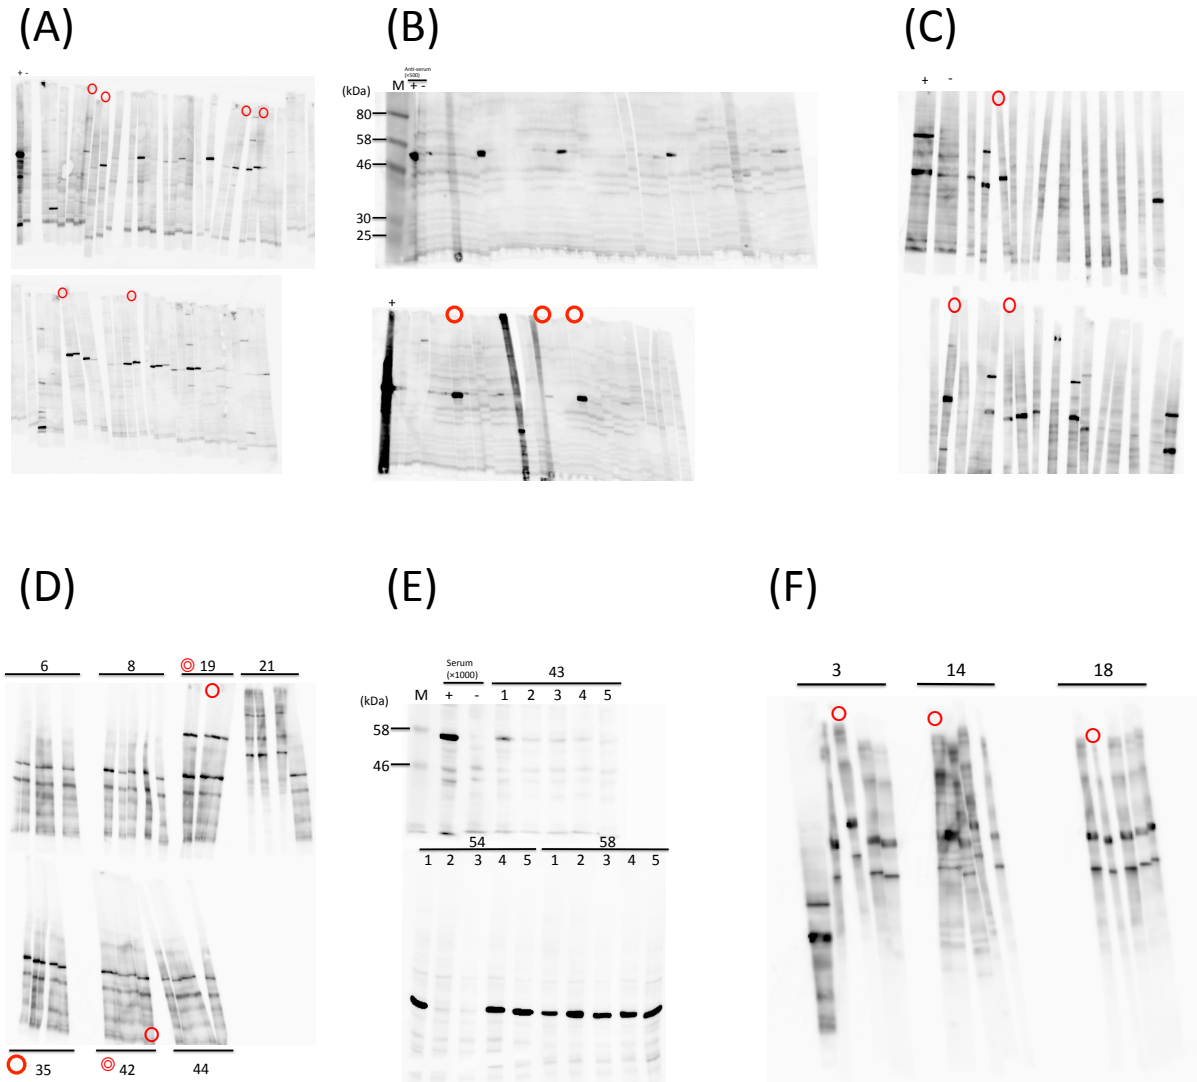 (A)
(B)
(C)
+ -
Anti-serum
(×500)
M + -
(kDa)
80
58
46
30
25
+
+ -
(D)
(E)
(F)
6 8 19 21
35 42 44
Serum
(×1000)
43
M + - 1 2 3 4 5
(kDa)
58
46
54 58
1 2 3 4 5 1 2 3 4 5
3 14 18